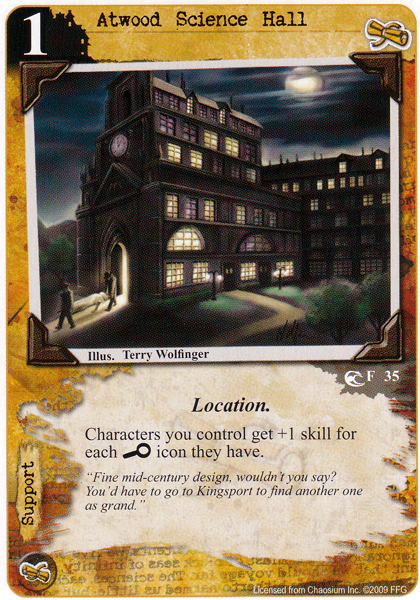 1
Atwood Science Hall
Illus. Terry Wolfinger
F 35
Location.
Characters you control get +1 skill for
each icon they have.
“Fine mid-century design, wouldn’t you say?
You’d have to go to Kingsport to find another one
as grand.”
Support
Licensed from Chaosium Inc. ©2009 FFG